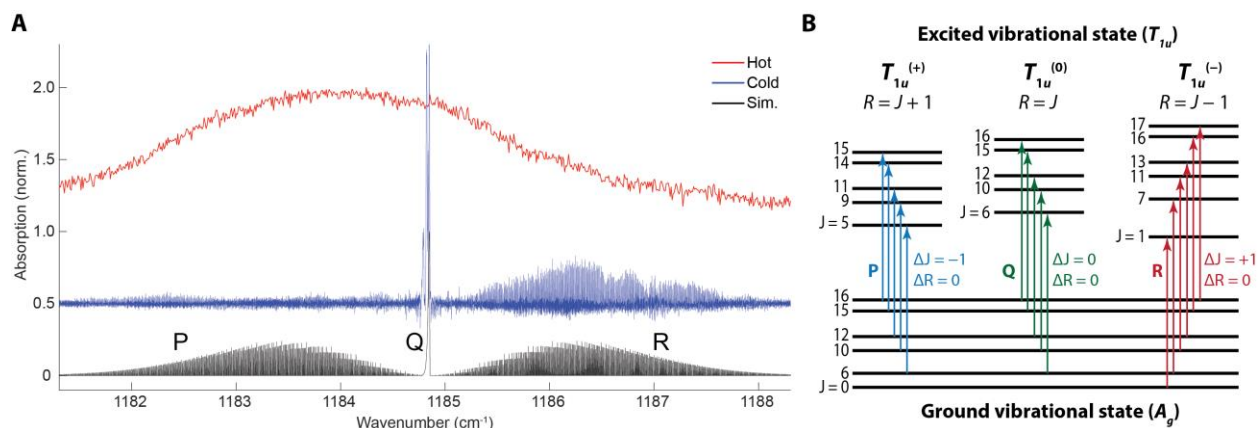 A
Hot
Cold
Sim.
Absorption (norm.)
2.0
1.5
1.0
0.5
0
P
Q
R
1182
1183
1184
1185
1186
1187
1188
Wavenumber (cm⁻¹)
B
Excited vibrational state (T₁ᵤ)
T₁ᵤ⁽⁺⁾
R = J + 1
T₁ᵤ⁽⁰⁾
R = J
T₁ᵤ⁽⁻⁾
R = J − 1
15
14
11
9
J = 5
16
15
12
10
J = 6
17
16
13
11
7
J = 1
P
ΔJ = −1
ΔR = 0
Q
ΔJ = 0
ΔR = 0
R
ΔJ = +1
ΔR = 0
16
15
12
10
6
J = 0
Ground vibrational state (A_g)